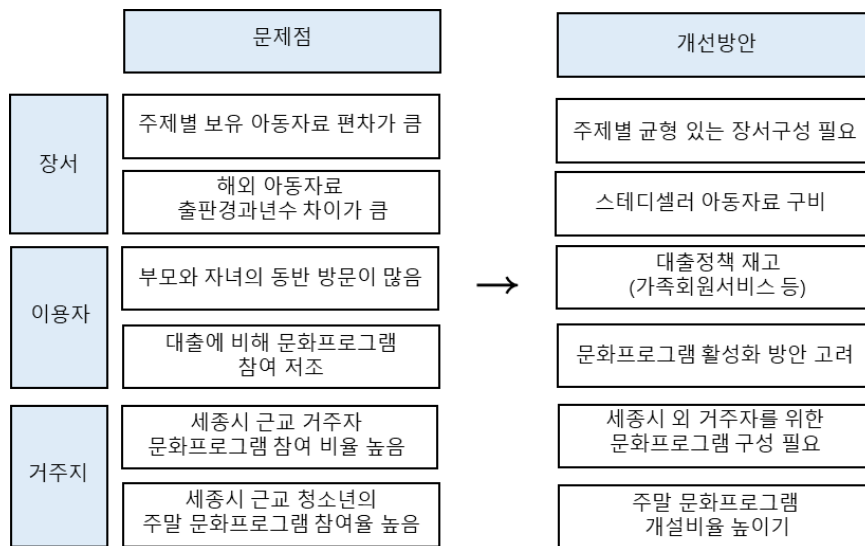 문제점
개선방안
장서
주제별 보유 아동자료 편차가 큼
주제별 균형 있는 장서구성 필요
해외 아동자료
출판경과년수 차이가 큼
스테디셀러 아동자료 구비
이용자
부모와 자녀의 동반 방문이 많음
→
대출정책 재고
(가족회원서비스 등)
대출에 비해 문화프로그램
참여 저조
문화프로그램 활성화 방안 고려
거주지
세종시 근교 거주자
문화프로그램 참여 비율 높음
세종시 외 거주자를 위한
문화프로그램 구성 필요
세종시 근교 청소년의
주말 문화프로그램 참여율 높음
주말 문화프로그램
개설비율 높이기